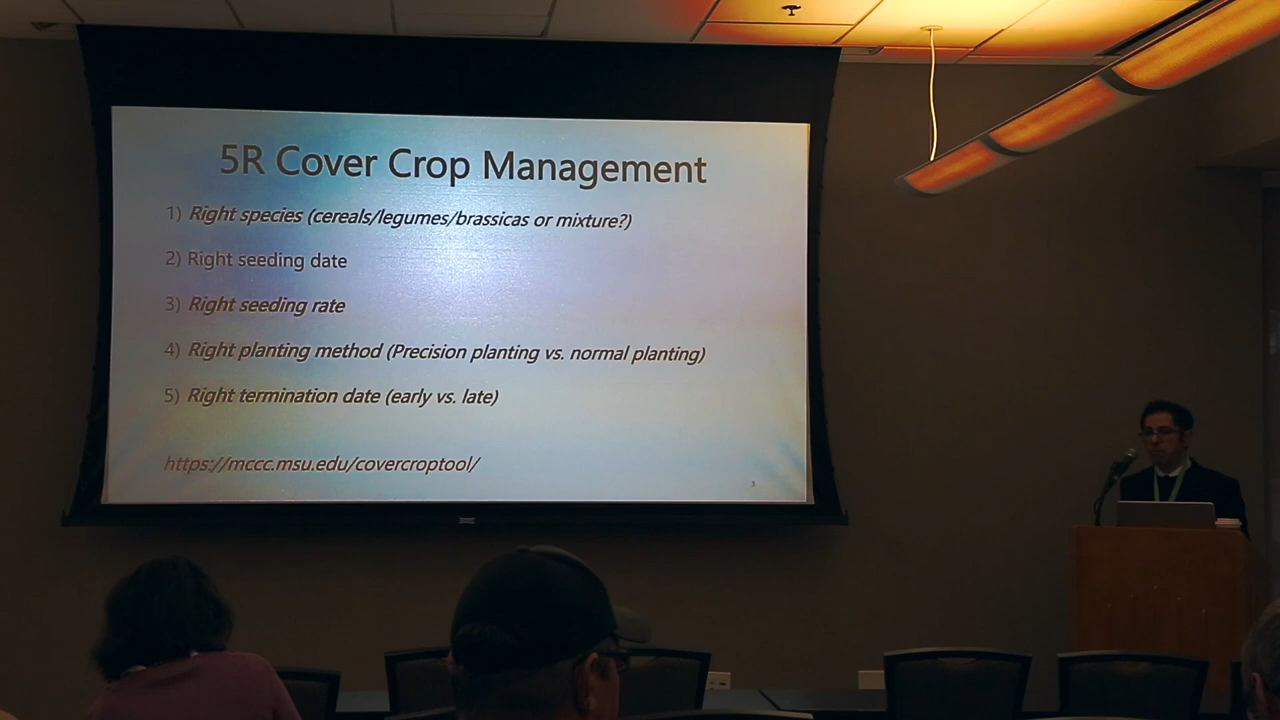 5R Cover Crop Management
1) Right species (cereals/legumes/brassicas or mixture?)
2) Right seeding date
3) Right seeding rate
4) Right planting method (Precision planting vs. normal planting)
5) Right termination date (early vs. late)
https://mccc.msu.edu/covercroptool/
3